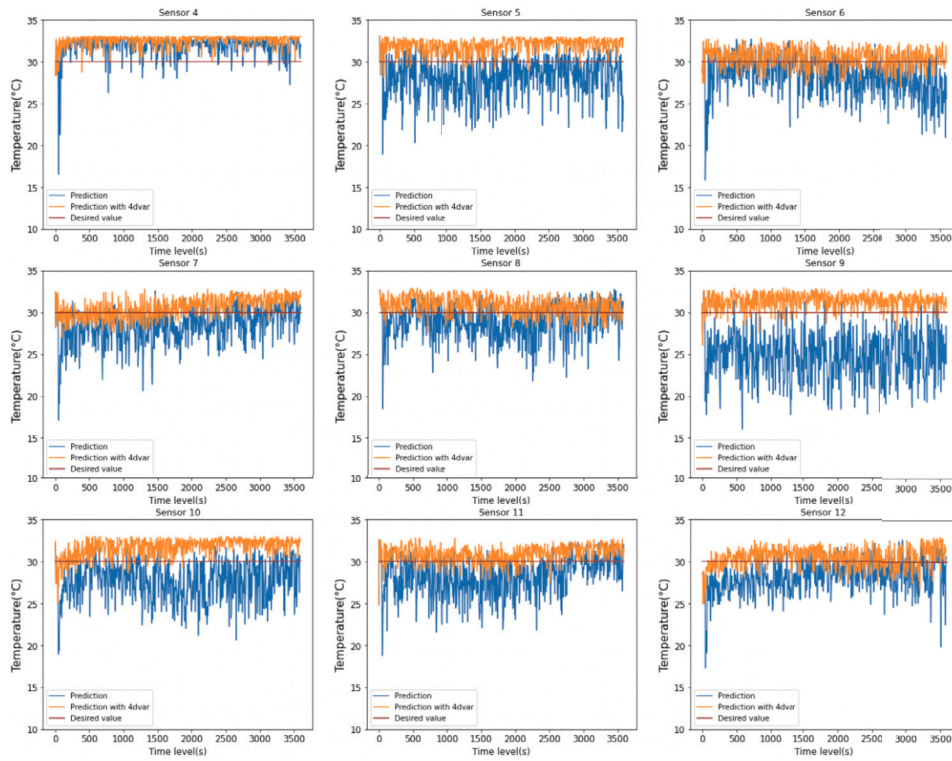 Sensor 4
Temperature(°C)
35
30
25
20
15
10
Prediction
Prediction with 4dvar
Desired value
0 500 1000 1500 2000 2500 3000 3500
Time level(s)
Sensor 5
Temperature(°C)
35
30
25
20
15
10
Prediction
Prediction with 4dvar
Desired value
0 500 1000 1500 2000 2500 3000 3500
Time level(s)
Sensor 6
Temperature(°C)
35
30
25
20
15
10
Prediction
Prediction with 4dvar
Desired value
0 500 1000 1500 2000 2500 3000 3500
Time level(s)
Sensor 7
Temperature(°C)
35
30
25
20
15
10
Prediction
Prediction with 4dvar
Desired value
0 500 1000 1500 2000 2500 3000 3500
Time level(s)
Sensor 8
Temperature(°C)
35
30
25
20
15
10
Prediction
Prediction with 4dvar
Desired value
0 500 1000 1500 2000 2500 3000 3500
Time level(s)
Sensor 9
Temperature(°C)
35
30
25
20
15
10
Prediction
Prediction with 4dvar
Desired value
0 500 1000 1500 2000 2500 3000 3500
Time level(s)
Sensor 10
Temperature(°C)
35
30
25
20
15
10
Prediction
Prediction with 4dvar
Desired value
0 500 1000 1500 2000 2500 3000 3500
Time level(s)
Sensor 11
Temperature(°C)
35
30
25
20
15
10
Prediction
Prediction with 4dvar
Desired value
0 500 1000 1500 2000 2500 3000 3500
Time level(s)
Sensor 12
Temperature(°C)
35
30
25
20
15
10
Prediction
Prediction with 4dvar
Desired value
0 500 1000 1500 2000 2500 3000 3500
Time level(s)